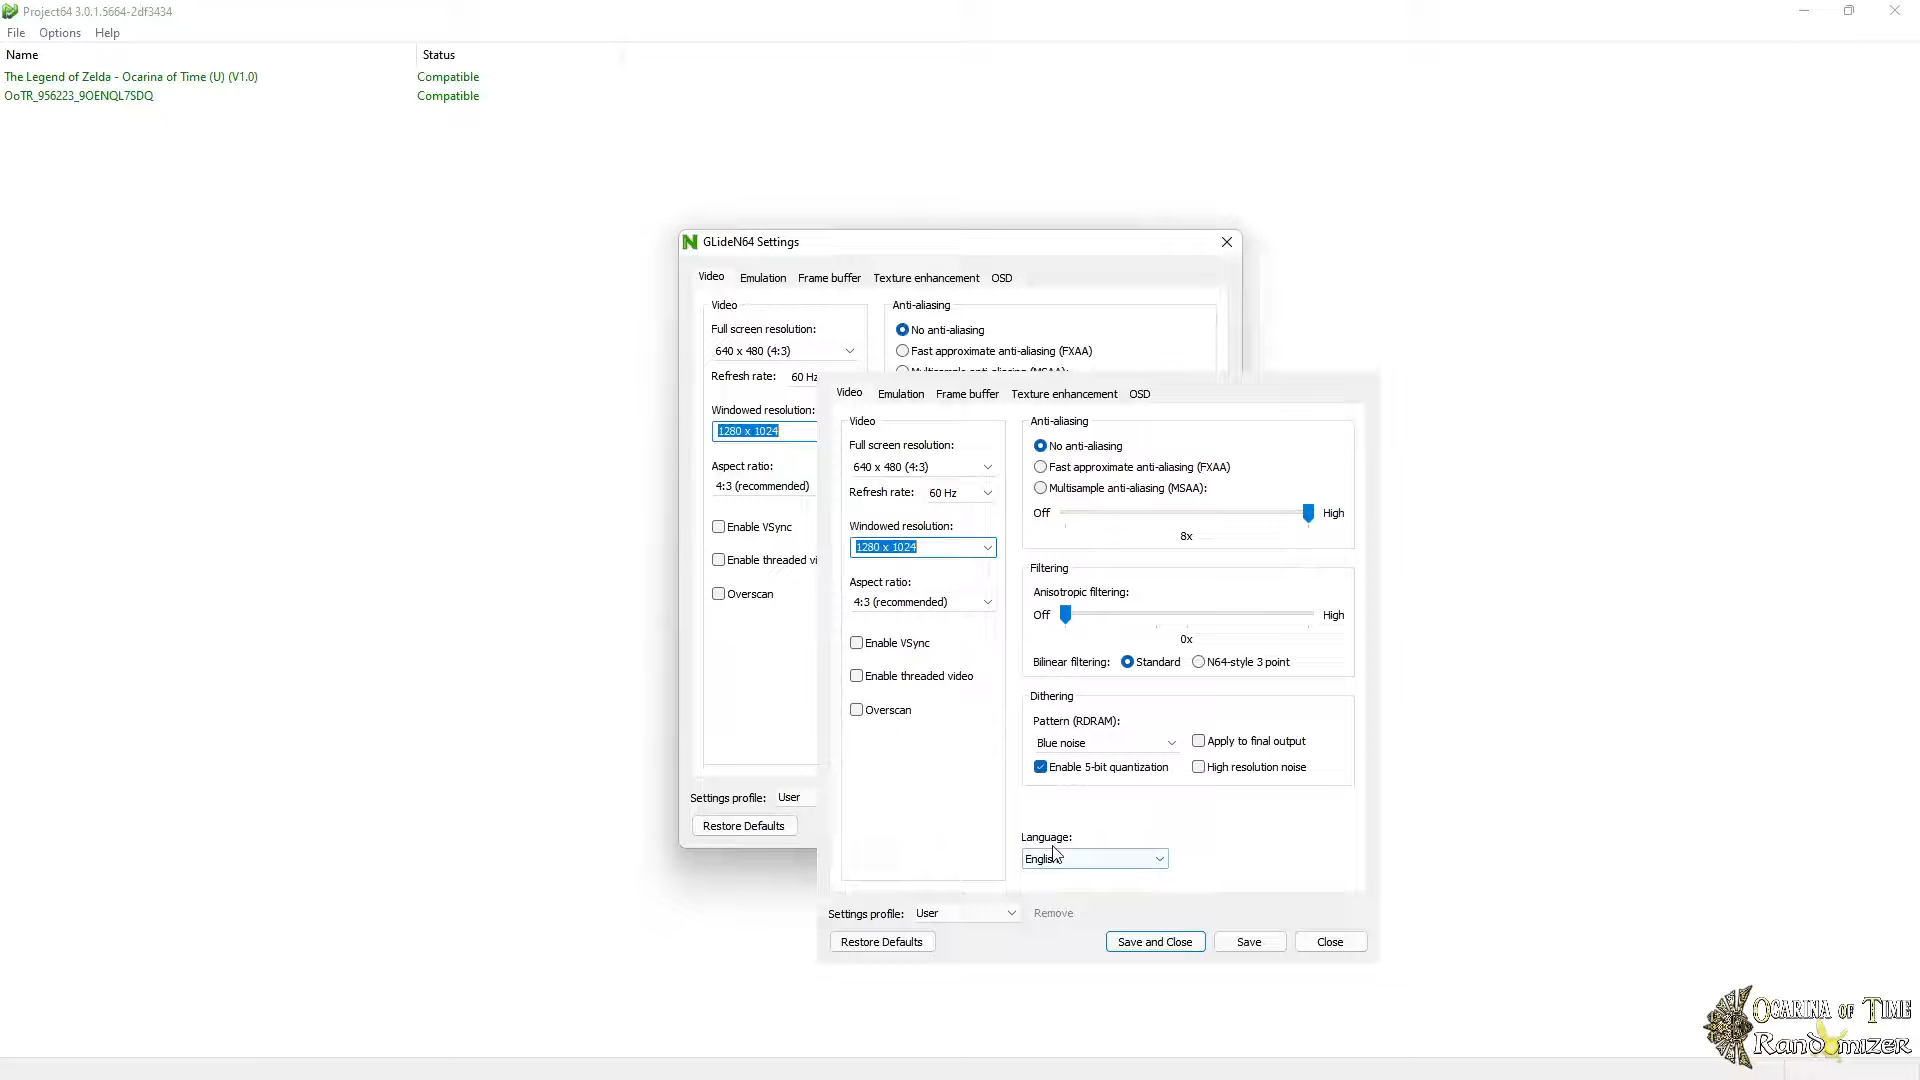 Project64 3.0.1.5664-2df3434
File Options Help
Name Status
The Legend of Zelda - Ocarina of Time (U) (V1.0) Compatible
OoTR_956223_9OENQL7SDQ Compatible
GLideN64 Settings
Video Emulation Frame buffer Texture enhancement OSD
Video
Full screen resolution:
640 x 480 (4:3)
Refresh rate: 60 Hz
Windowed resolution:
1280 x 1024
Aspect ratio:
4:3 (recommended)
Enable VSync
Enable threaded vi
Overscan
Anti-aliasing
No anti-aliasing
Fast approximate anti-aliasing (FXAA)
Settings profile: User
Restore Defaults
Video Emulation Frame buffer Texture enhancement OSD
Video
Full screen resolution:
640 x 480 (4:3)
Refresh rate: 60 Hz
Windowed resolution:
1280 x 1024
Aspect ratio:
4:3 (recommended)
Enable VSync
Enable threaded video
Overscan
Anti-aliasing
No anti-aliasing
Fast approximate anti-aliasing (FXAA)
Multisample anti-aliasing (MSAA):
Off High
8x
Filtering
Anisotropic filtering:
Off High
0x
Bilinear filtering: Standard N64-style 3 point
Dithering
Pattern (RDRAM):
Blue noise Apply to final output
Enable 5-bit quantization High resolution noise
Language:
English
Settings profile: User Remove
Restore Defaults Save and Close Save Close
Ocarina of Time
Randomizer